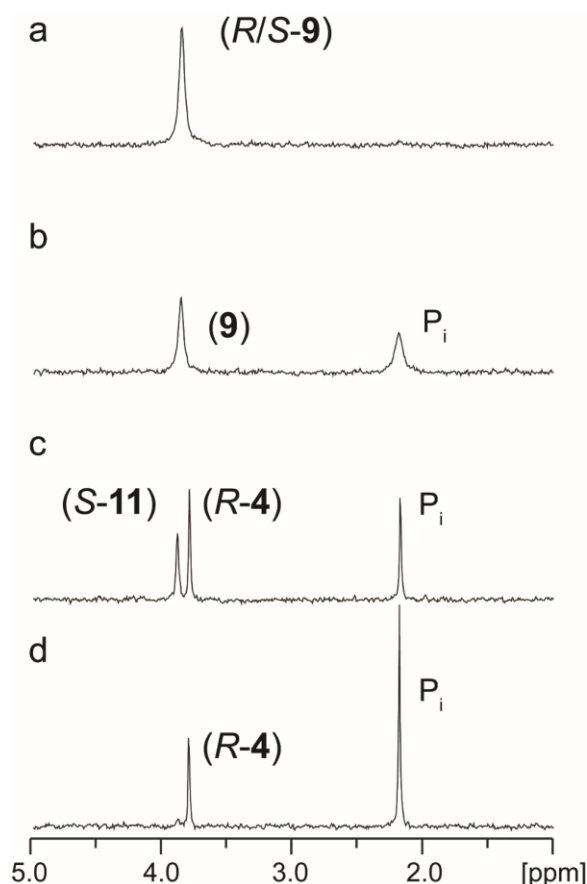 a
(R/S-9)
b
(9)
Pi
c
(S-11)
(R-4)
Pi
d
(R-4)
Pi
5.0 4.0 3.0 2.0 [ppm]